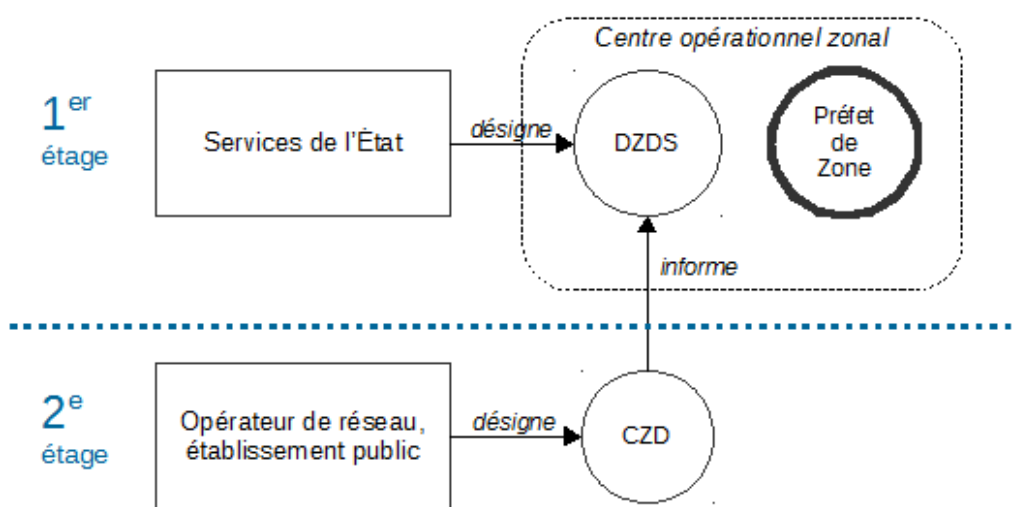 Centre opérationnel zonal
1er
étage
Services de l'État
désigne
DZDS
Préfet
de
Zone
informe
2e
étage
Opérateur de réseau,
établissement public
désigne
CZD